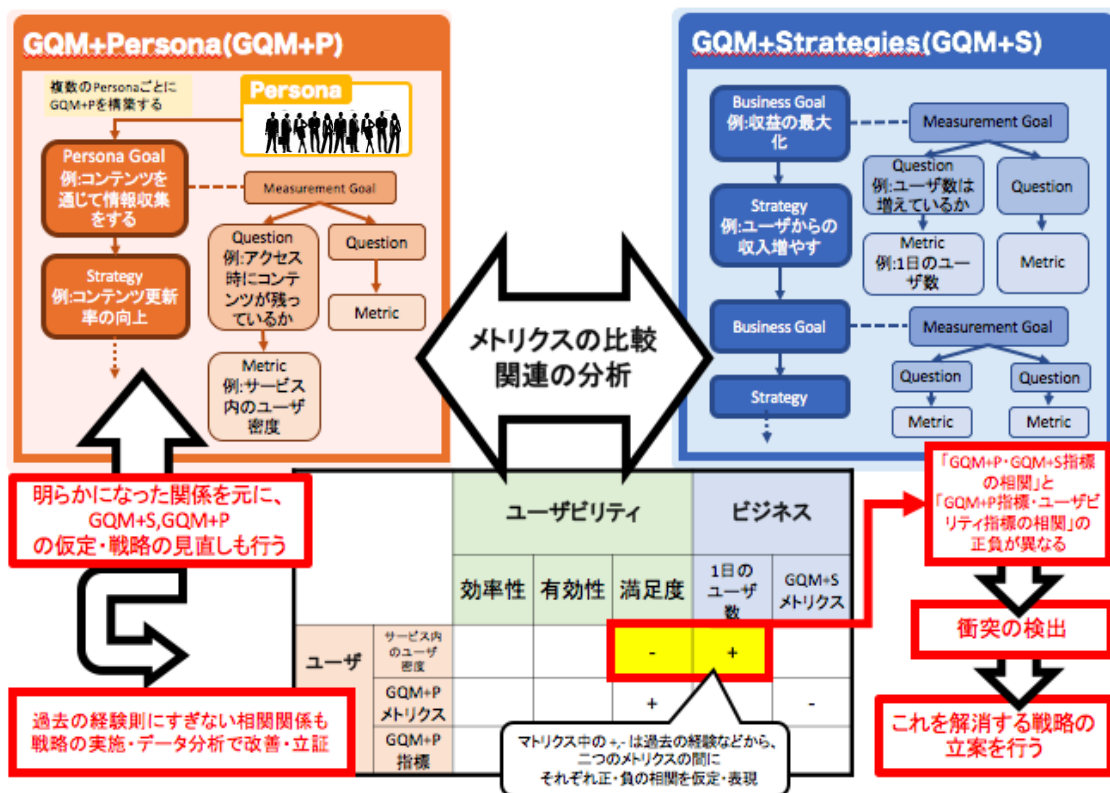 GQM+Persona(GQM+P)
複数のPersonaごとに
GQM+Pを構築する
Persona
Persona Goal
例:コンテンツを
通じて情報収集
をする
Measurement Goal
Strategy
例:コンテンツ更新
率の向上
Question
例:アクセス
時にコンテ
ンツが残っ
ているか
Question
Metric
Metric
例:サービス
内のユーザ
密度
メトリクスの比較
関連の分析
GQM+Strategies(GQM+S)
Business Goal
例:収益の最大
化
Measurement Goal
Question
例:ユーザ数は
増えているか
Question
Strategy
例:ユーザからの
収入増やす
Metric
例:1日のユー
ザ数
Metric
Business Goal
Measurement Goal
Question
Question
Strategy
Metric
Metric
明らかになった関係を元に、
GQM+S,GQM+P
の仮定・戦略の見直しも行う
過去の経験則にすぎない相関関係も
戦略の実施・データ分析で改善・立証
ユーザビリティ
ビジネス
効率性
有効性
満足度
1日の
ユーザ
数
GQM+S
メトリクス
ユーザ
サービス内
のユーザ
密度
-
+
GQM+P
メトリクス
+
-
GQM+P
指標
マトリクス中の +,- は過去の経験などから、
二つのメトリクスの間に
それぞれ正・負の相関を仮定・表現
「GQM+P・GQM+S指標
の相関」と
「GQM+P指標・ユーザビ
リティ指標の相関」の
正負が異なる
衝突の検出
これを解消する戦略の
立案を行う